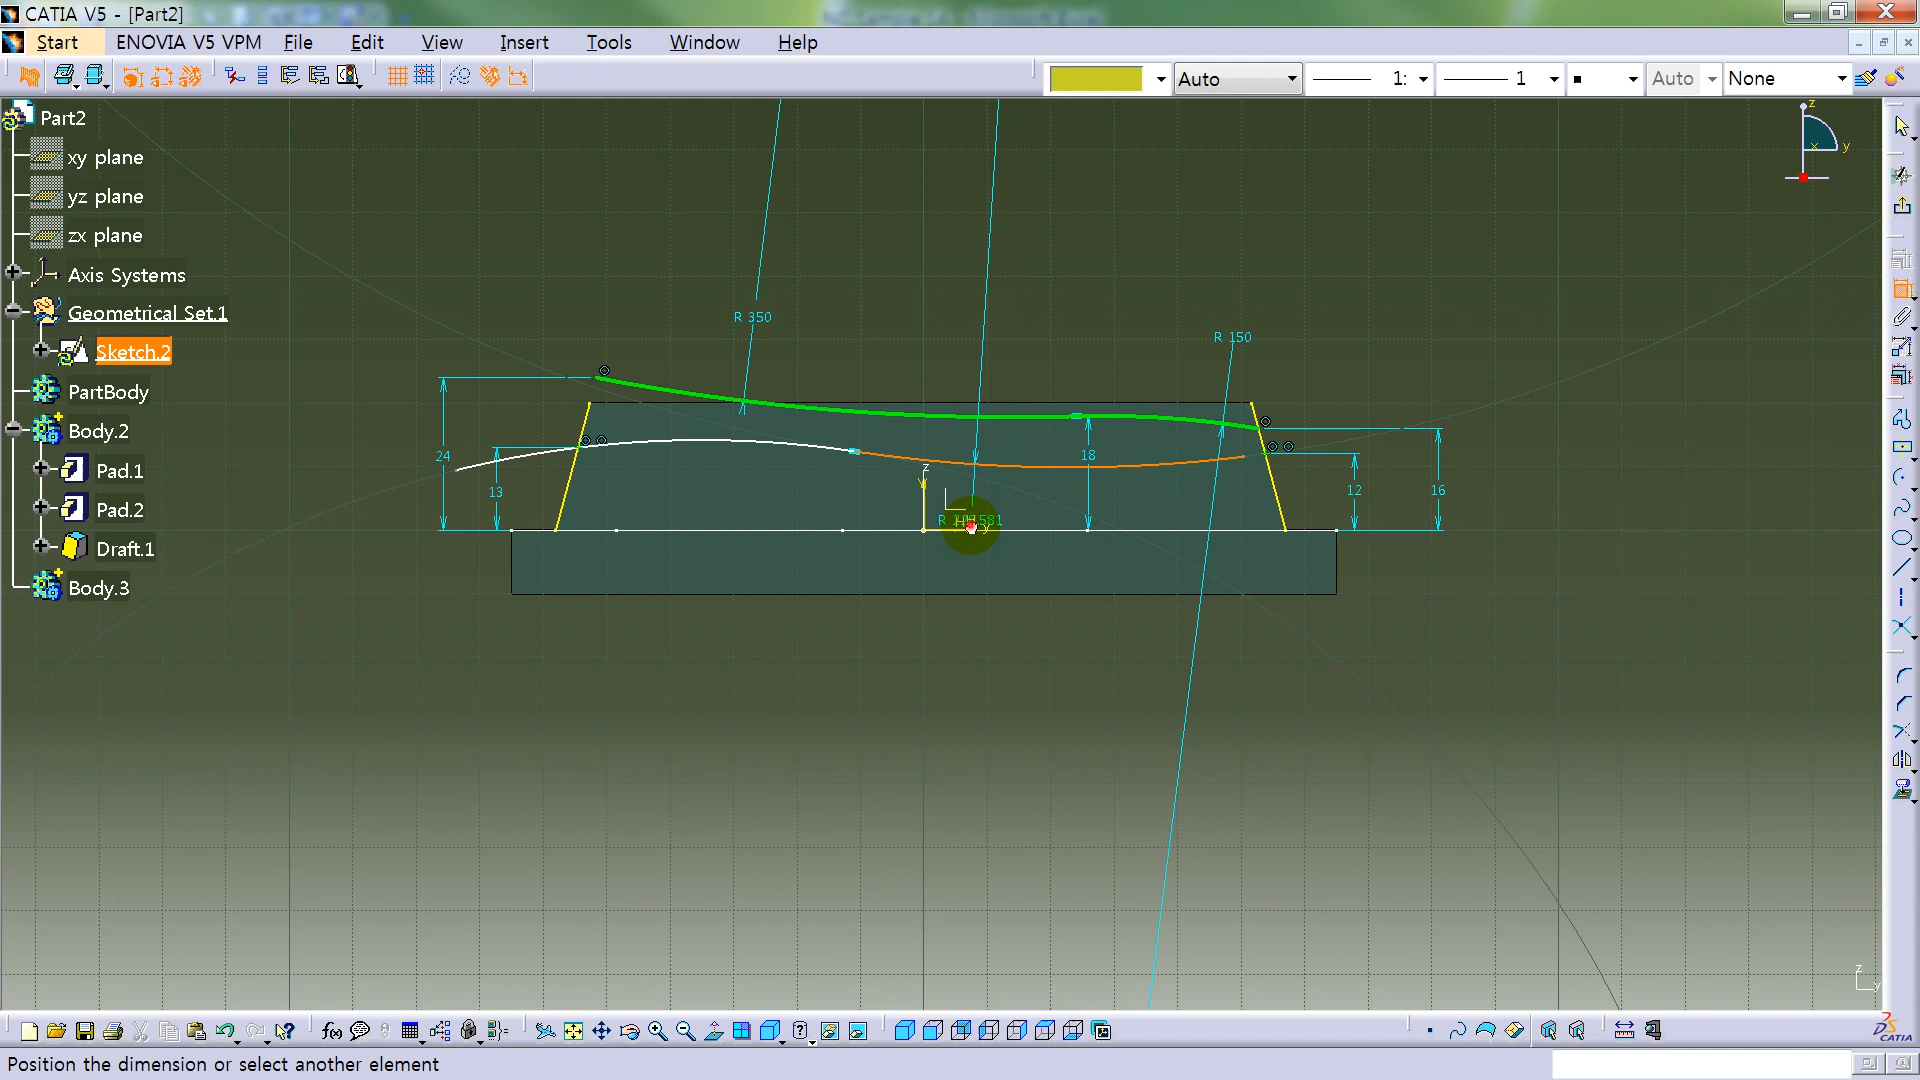 CATIA V5 - [Part2]
Start ENOVIA V5 VPM File Edit View Insert Tools Window Help
Auto 1: 1 Auto None
Part2
xy plane
yz plane
zx plane
Axis Systems
Geometrical Set.1
Sketch.2
PartBody
Body.2
Pad.1
Pad.2
Draft.1
Body.3
z
y
x
R 350
R 150
24
13
18
12
16
z
H
y
z
y
f(x)
CATIA
Position the dimension or select another element